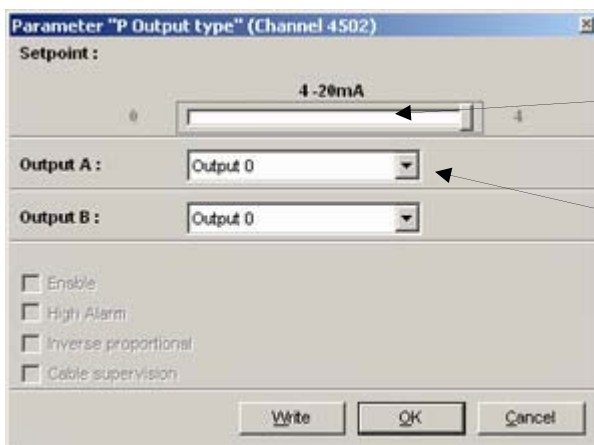 Parameter "P Output type" (Channel 4502)
Setpoint :
4-20mA
0 4
Output A : Output 0
Output B : Output 0
Enable
High Alarm
Inverse proportional
Cable supervision
Write OK Cancel